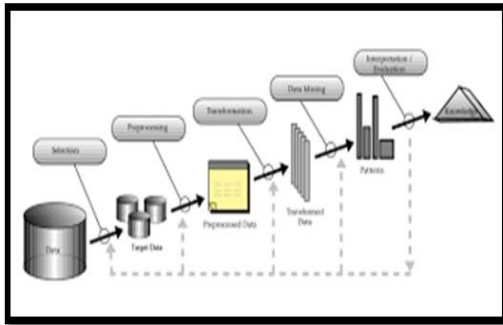 Interpretation /
Evaluation
Data Mining
Transformation
Preprocessing
Selection
Data
Target Data
Preprocessed Data
Transformed
Data
Patterns
Knowledge